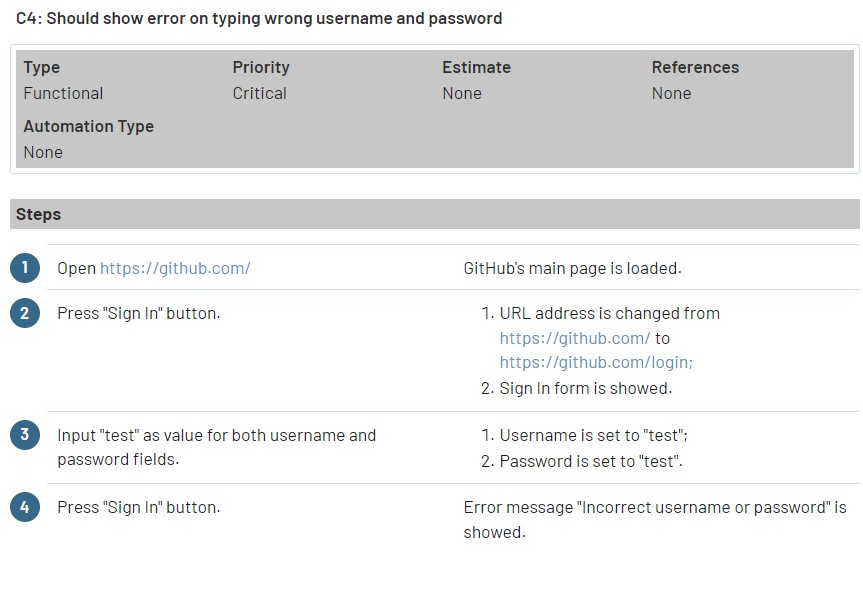 C4: Should show error on typing wrong username and password
Type Priority Estimate References
Functional Critical None None
Automation Type
None
Steps
1 Open https://github.com/ GitHub's main page is loaded.
2 Press "Sign In" button. 1. URL address is changed from
https://github.com/ to
https://github.com/login;
2. Sign In form is showed.
3 Input "test" as value for both username and 1. Username is set to "test";
password fields. 2. Password is set to "test".
4 Press "Sign In" button. Error message "Incorrect username or password" is
showed.